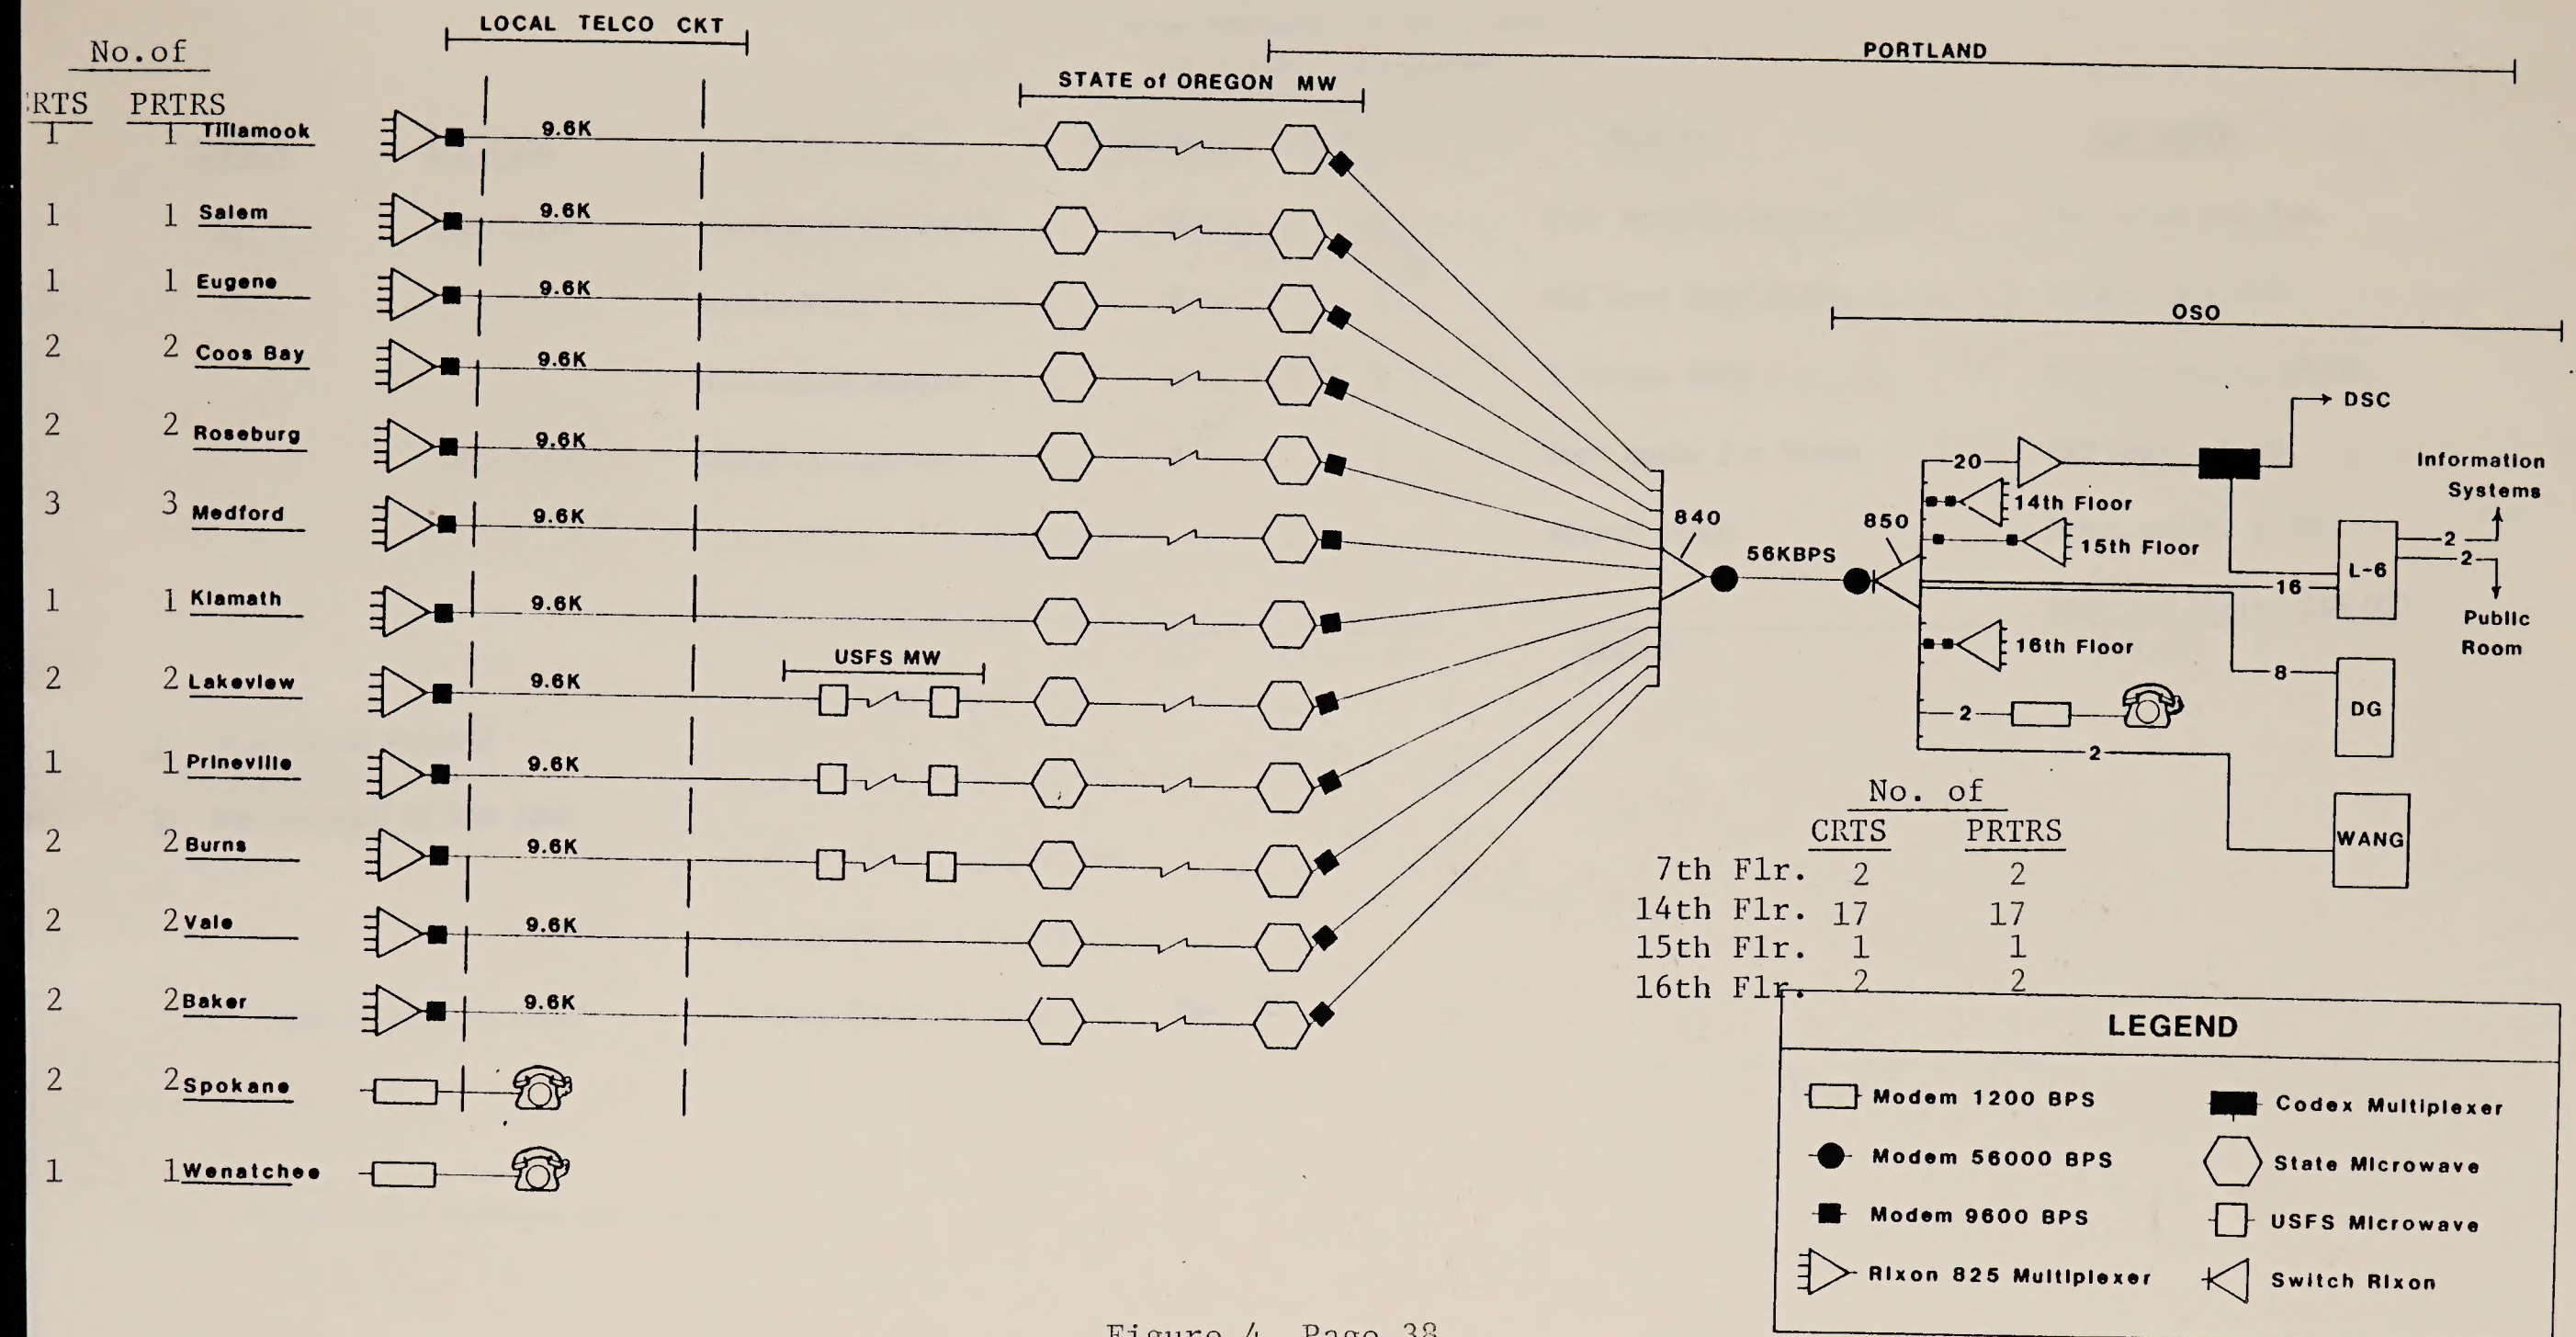 LOCAL TELCO CKT
No.of
PORTLAND
STATE of OREGON MW
RTS PRTRS
1 1 Tillamook 9.6K
1 1 Salem 9.6K
1 1 Eugene 9.6K
2 2 Coos Bay 9.6K
2 2 Roseburg 9.6K
3 3 Medford 9.6K
1 1 Klamath 9.6K
USFS MW
2 2 Lakeview 9.6K
1 1 Prineville 9.6K
2 2 Burns 9.6K
2 2 Vale 9.6K
2 2 Baker 9.6K
2 2 Spokane
1 1 Wenatchee
840
56KBPS
850
OSO
DSC
20
14th Floor
15th Floor
Information
Systems
2
2
L-6
16
Public
Room
16th Floor
8
DG
2
2
WANG
No. of
CRTS PRTRS
7th Flr. 2 2
14th Flr. 17 17
15th Flr. 1 1
16th Flr. 2 2
LEGEND
Modem 1200 BPS
Codex Multiplexer
Modem 56000 BPS
State Microwave
Modem 9600 BPS
USFS Microwave
Rixon 825 Multiplexer
Switch Rixon
Figure 4 Page 38